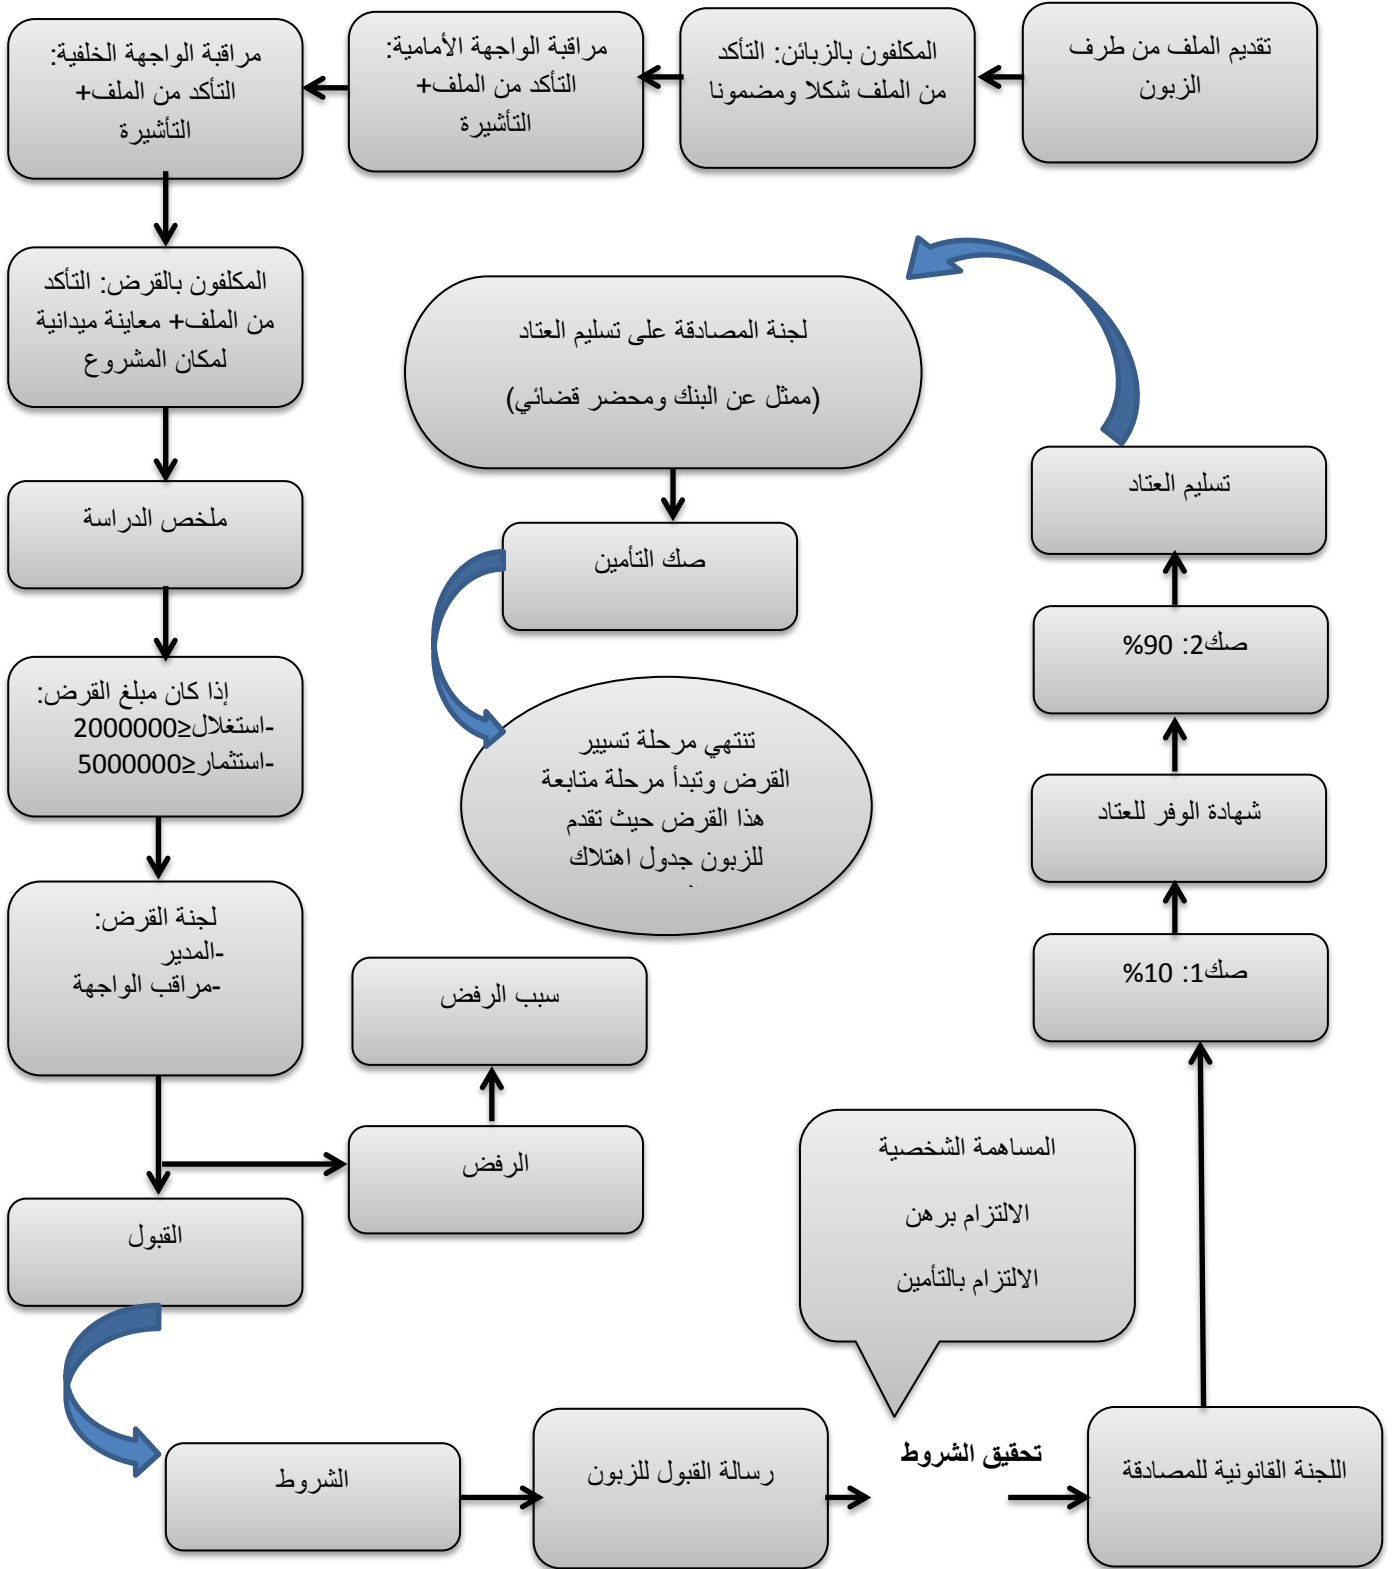 تقديم الملف من طرف
الزبون
المكلفون بالزبائن: التأكد
من الملف شكلا ومضمونا
مراقبة الواجهة الأمامية:
التأكد من الملف+
التأشيرة
مراقبة الواجهة الخلفية:
التأكد من الملف+
التأشيرة
المكلفون بالقرض: التأكد
من الملف+ معاينة ميدانية
لمكان المشروع
ملخص الدراسة
إذا كان مبلغ القرض:
-استغلال≤2000000
-استثمار≤5000000
لجنة القرض:
-المدير
-مراقب الواجهة
الرفض
سبب الرفض
القبول
الشروط
رسالة القبول للزبون
تحقيق الشروط
المساهمة الشخصية
الالتزام برهن
الالتزام بالتأمين
اللجنة القانونية للمصادقة
صك1: 10%
شهادة الوفر للعتاد
صك2: 90%
تسليم العتاد
لجنة المصادقة على تسليم العتاد
(ممثل عن البنك ومحضر قضائي)
صك التأمين
تنتهي مرحلة تسيير
القرض وتبدأ مرحلة متابعة
هذا القرض حيث تقدم
للزبون جدول اهتلاك